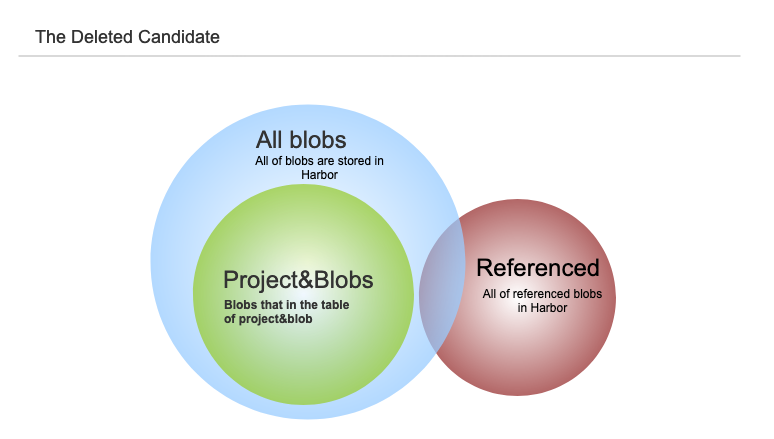 The Deleted Candidate
All blobs
All of blobs are stored in
Harbor
Project&Blobs
Blobs that in the table
of project&blob
Referenced
All of referenced blobs
in Harbor